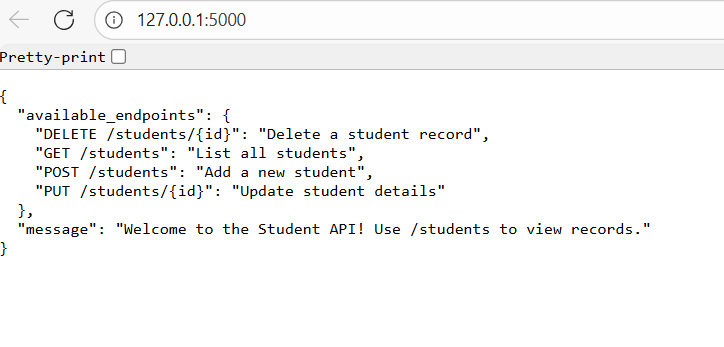 127.0.0.1:5000
Pretty-print
{
  "available_endpoints": {
    "DELETE /students/{id}": "Delete a student record",
    "GET /students": "List all students",
    "POST /students": "Add a new student",
    "PUT /students/{id}": "Update student details"
  },
  "message": "Welcome to the Student API! Use /students to view records."
}